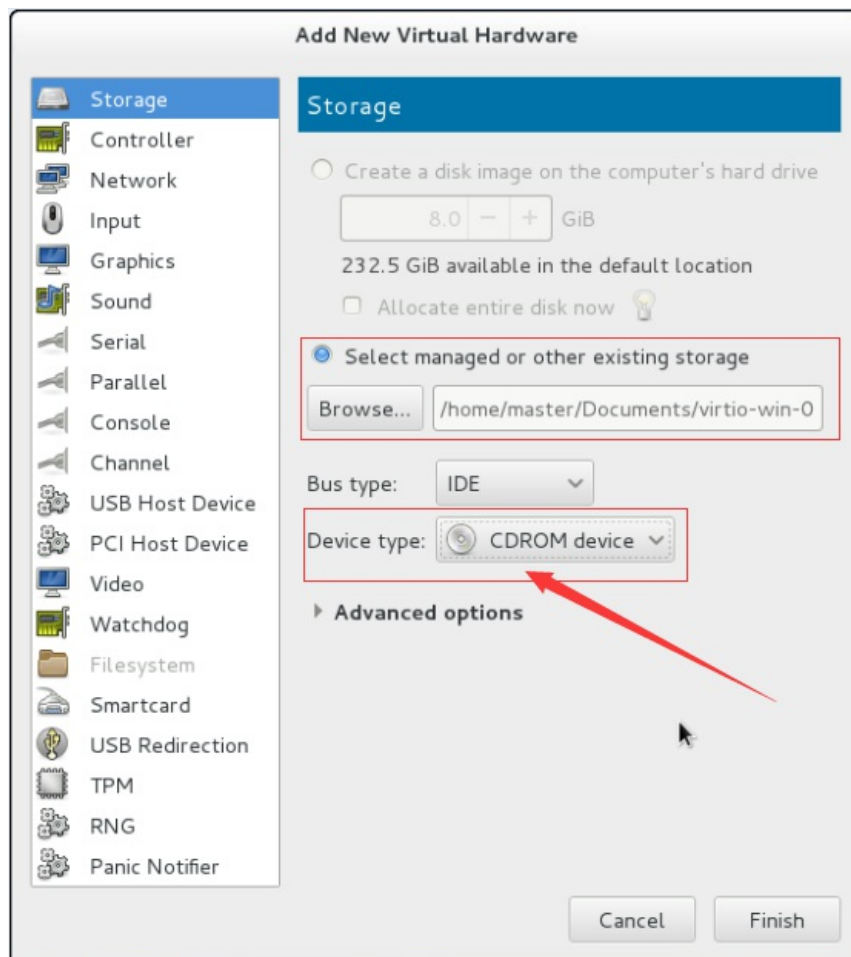 Add New Virtual Hardware
Storage
Controller
Network
Input
Graphics
Sound
Serial
Parallel
Console
Channel
USB Host Device
PCI Host Device
Video
Watchdog
Filesystem
Smartcard
USB Redirection
TPM
RNG
Panic Notifier
Storage
Create a disk image on the computer's hard drive
8.0 − + GiB
232.5 GiB available in the default location
Allocate entire disk now
Select managed or other existing storage
Browse... /home/master/Documents/virtio-win-0
Bus type: IDE
Device type: CDROM device
Advanced options
Cancel Finish